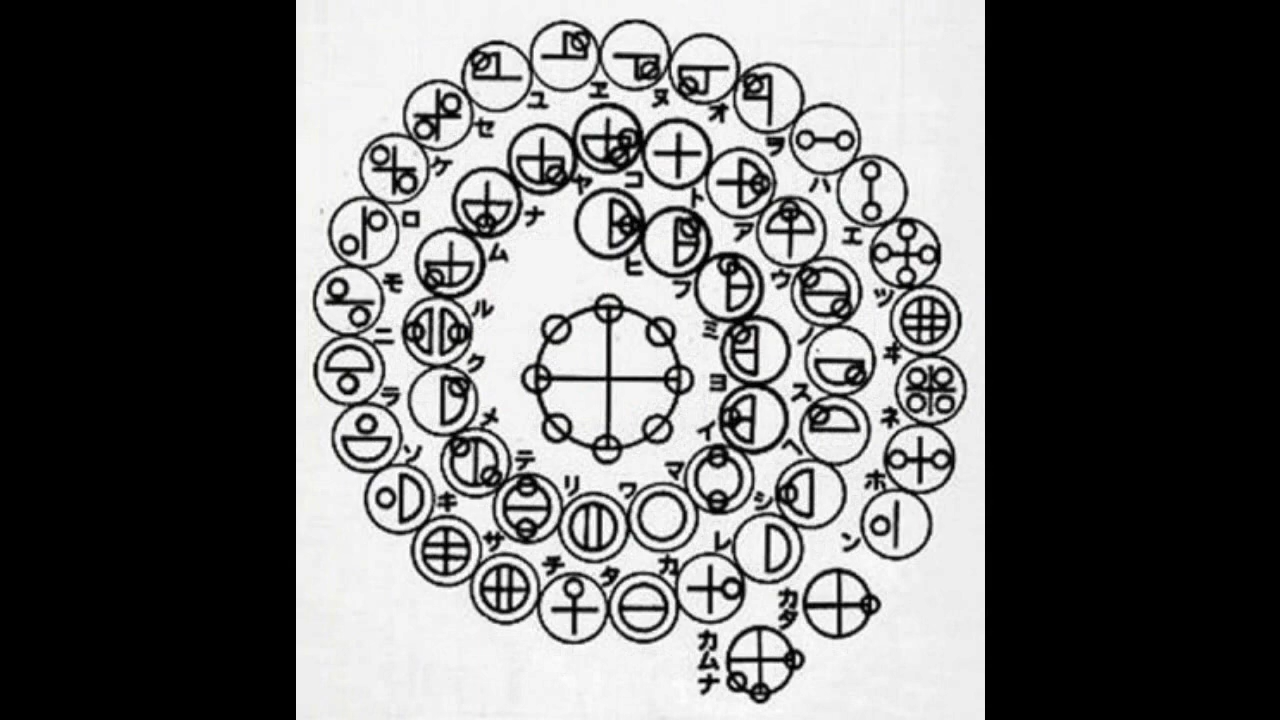 ヒ
フ
ミ
ヨ
イ
マ
ワ
リ
テ
メ
ク
ル
ム
ナ
ヤ
コ
ト
ア
ウ
ノ
ス
ヘ
シ
レ
カ
タ
チ
サ
キ
ソ
ラ
ニ
モ
ロ
ケ
セ
ユ
ヱ
ヌ
オ
ヲ
ハ
エ
ツ
ヰ
ネ
ホ
ン
カタ
カムナ